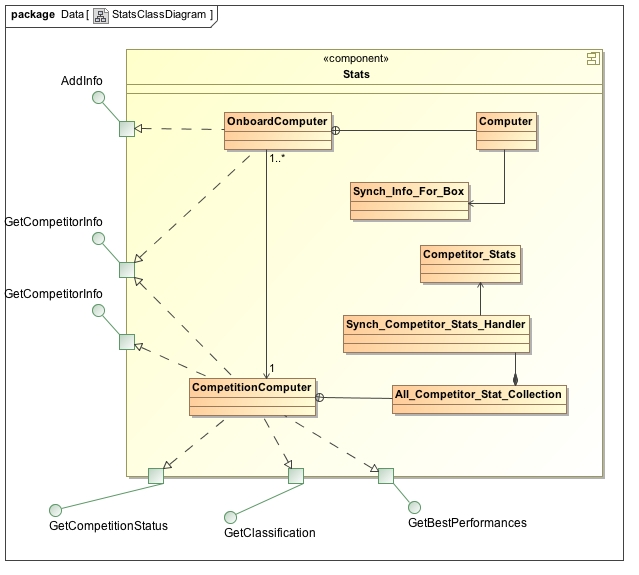 package Data [ StatsClassDiagram ]
«component»
Stats
AddInfo
OnboardComputer
Computer
1..*
Synch_Info_For_Box
GetCompetitorInfo
Competitor_Stats
GetCompetitorInfo
Synch_Competitor_Stats_Handler
1
CompetitionComputer
All_Competitor_Stat_Collection
GetCompetitionStatus
GetClassification
GetBestPerformances